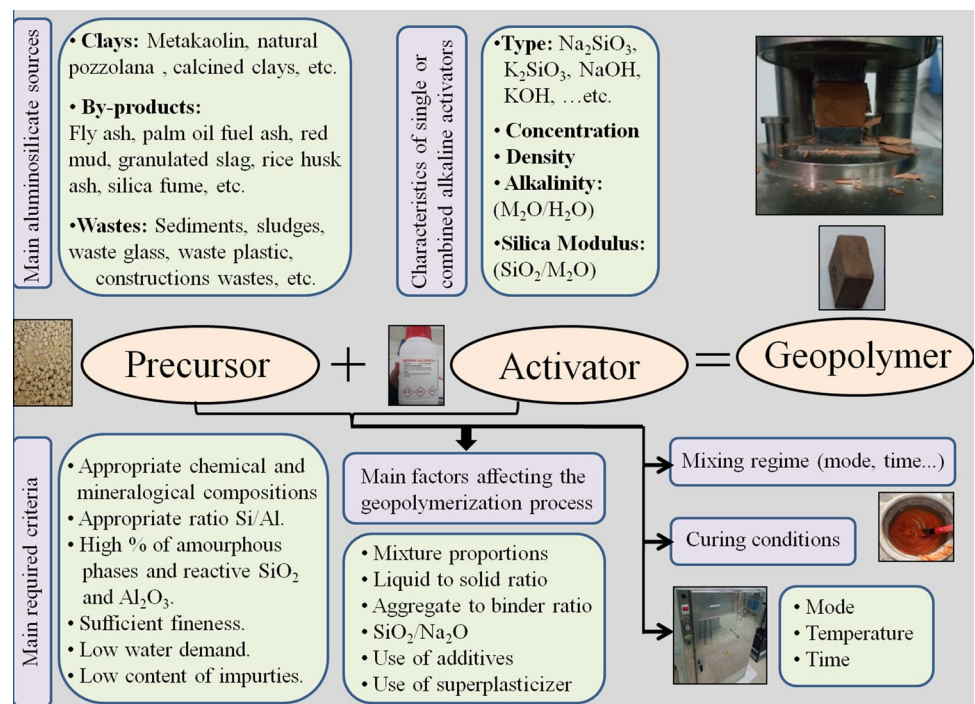 Main aluminosilicate sources
• Clays: Metakaolin, natural
pozzolana , calcined clays, etc.
• By-products:
Fly ash, palm oil fuel ash, red
mud, granulated slag, rice husk
ash, silica fume, etc.
•Wastes: Sediments, sludges,
waste glass, waste plastic,
constructions wastes, etc.
Characteristics of single or
combined alkaline activators
•Type: Na₂SiO₃,
K₂SiO₃, NaOH,
KOH, …etc.
• Concentration
• Density
• Alkalinity:
(M₂O/H₂O)
•Silica Modulus:
(SiO₂/M₂O)
Precursor + Activator = Geopolymer
Main required criteria
• Appropriate chemical and
mineralogical compositions
• Appropriate ratio Si/Al.
• High % of amourphous
phases and reactive SiO₂
and Al₂O₃.
• Sufficient fineness.
• Low water demand.
• Low content of impurties.
Main factors affecting the
geopolymerization process
• Mixture proportions
• Liquid to solid ratio
• Aggregate to binder ratio
• SiO₂/Na₂O
• Use of additives
• Use of superplasticizer
Mixing regime (mode, time...)
Curing conditions
• Mode
• Temperature
• Time